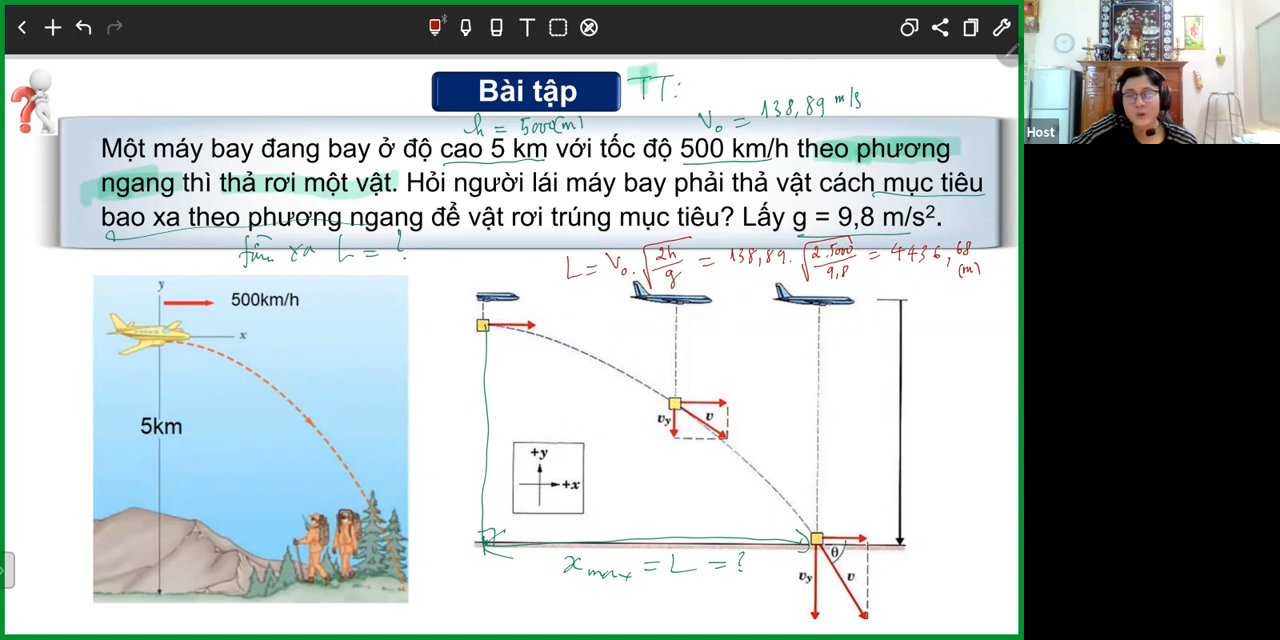 Bài tập
TT:
h = 5000(m)
V₀ = 138,89 m/s
Một máy bay đang bay ở độ cao 5 km với tốc độ 500 km/h theo phương
ngang thì thả rơi một vật. Hỏi người lái máy bay phải thả vật cách mục tiêu
bao xa theo phương ngang để vật rơi trúng mục tiêu? Lấy g = 9,8 m/s².
tầm xa L = ?
L = V₀.√(2h/g) = 138,89.√(2.5000/9,8) = 4436,68 (m)
y
500km/h
x
5km
vy
v
+y
+x
θ
vy
v
x max = L = ?
Host